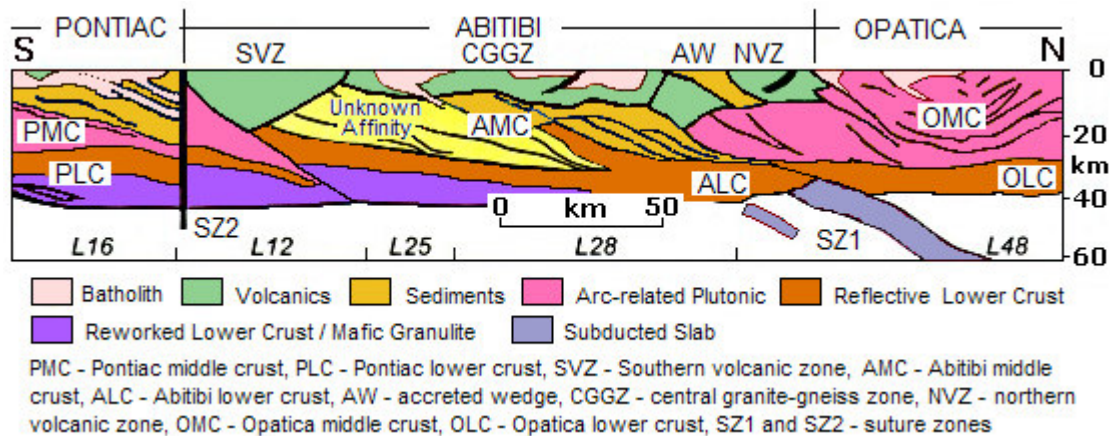 PONTIAC ABITIBI OPATICA
S SVZ CGGZ AW NVZ N
0
Unknown
Affinity
AMC
OMC
PMC
20
km
PLC
ALC
OLC
0 km 50
40
SZ2
SZ1
L16 L12 L25 L28 L48
60
Batholith Volcanics Sediments Arc-related Plutonic Reflective Lower Crust
Reworked Lower Crust / Mafic Granulite Subducted Slab
PMC - Pontiac middle crust, PLC - Pontiac lower crust, SVZ - Southern volcanic zone, AMC - Abitibi middle
crust, ALC - Abitibi lower crust, AW - accreted wedge, CGGZ - central granite-gneiss zone, NVZ - northern
volcanic zone, OMC - Opatica middle crust, OLC - Opatica lower crust, SZ1 and SZ2 - suture zones